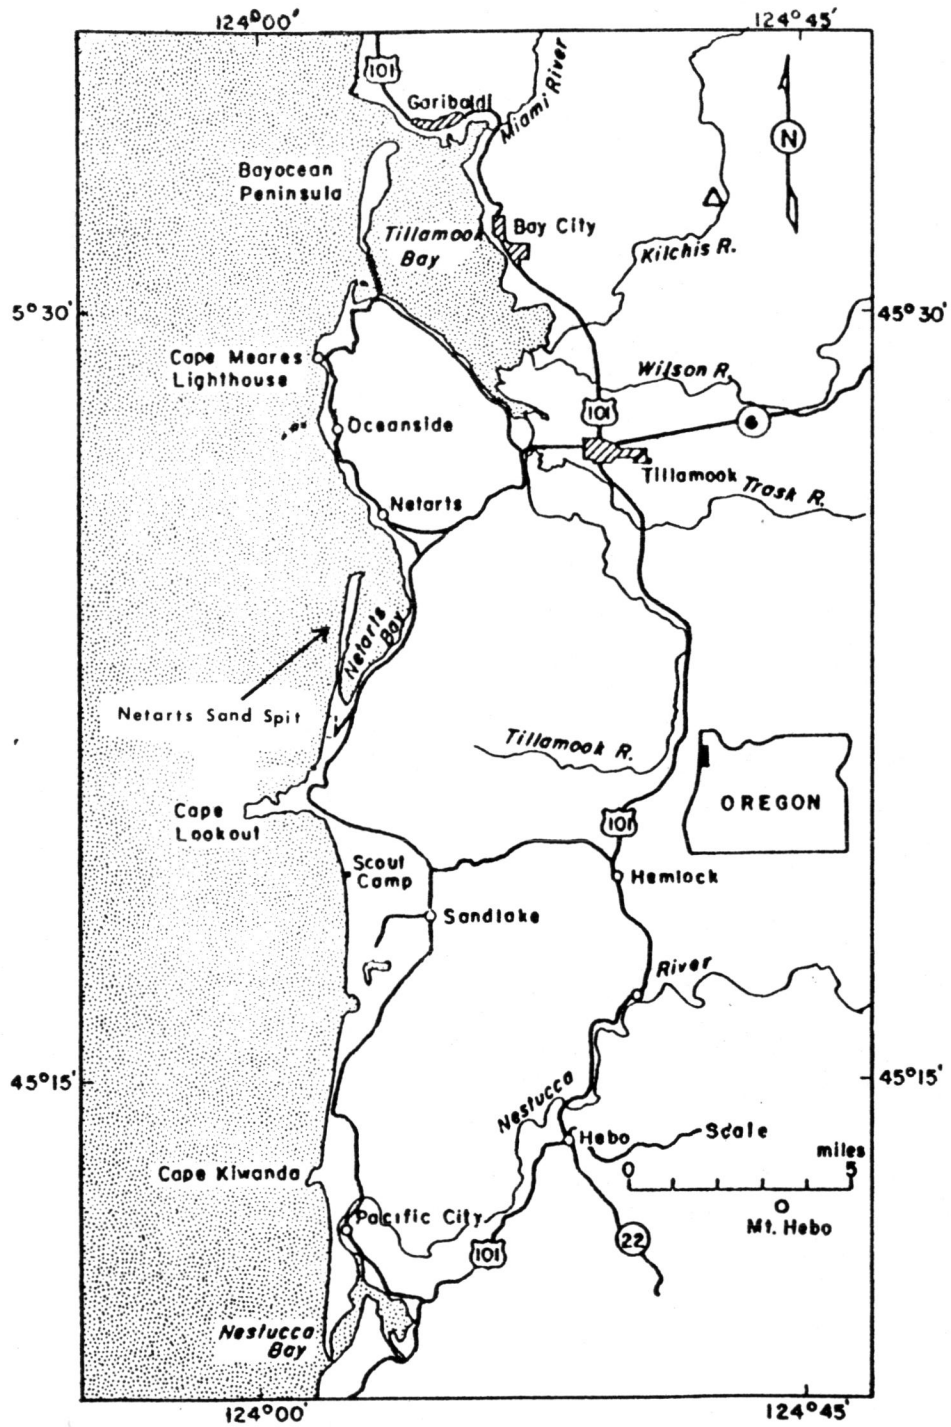 124°00'
124°45'
101
Garibaldi
Miami River
N
Bayocean
Peninsula
Tillamook
Bay
Bay City
Kilchis R.
5°30'
45°30'
Cape Meares
Lighthouse
Wilson R.
101
Oceanside
Tillamook
Trask R.
Netarts
Netarts
Bay
Netarts Sand Spit
Tillamook R.
OREGON
Cape
Lookout
101
Scout
Camp
Hemlock
Sandlake
River
45°15'
45°15'
Nestucca
Hebo
Scale
miles
0
5
Cape Kiwanda
Mt. Hebo
Pacific City
101
22
Nestucca
Bay
124°00'
124°45'